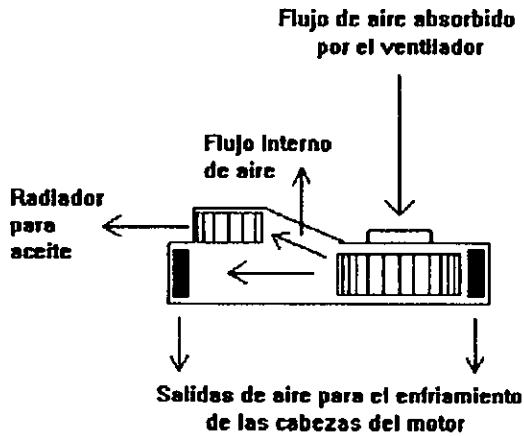 Flujo de aire absorbido
por el ventilador
Flujo Interno
de aire
Radiador
para
aceite
Salidas de aire para el enfriamiento
de las cabezas del motor